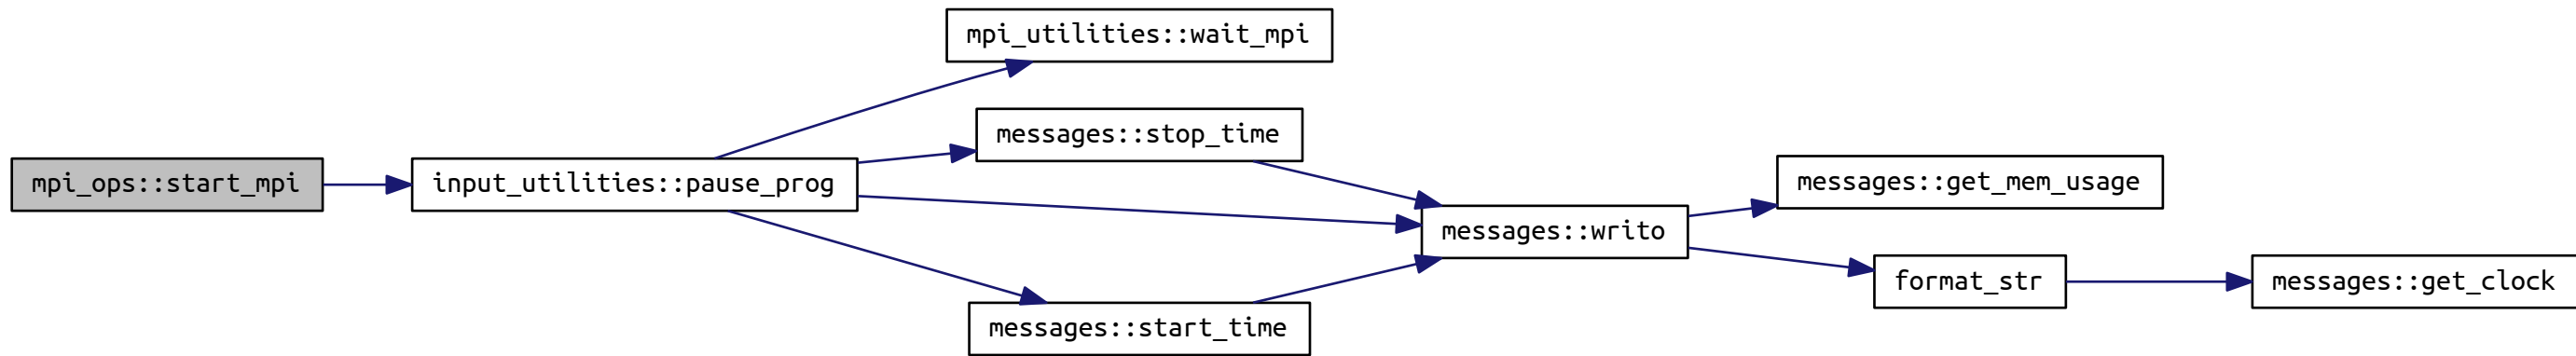 mpi_utilities::wait_mpi
messages::stop_time
mpi_ops::start_mpi
input_utilities::pause_prog
messages::get_mem_usage
messages::writo
format_str
messages::get_clock
messages::start_time